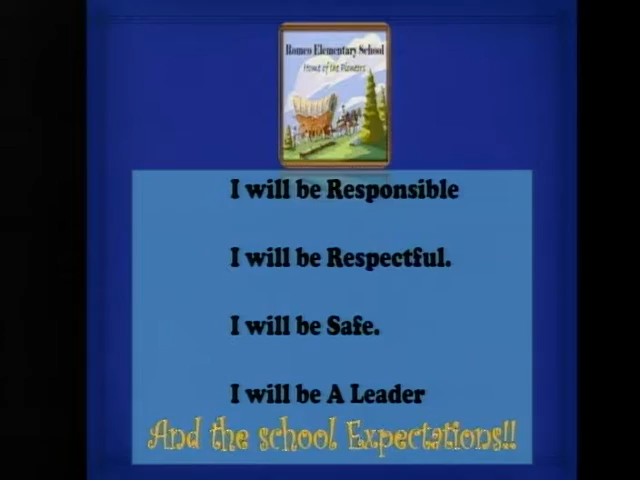 Romeo Elementary School
Home of the Pioneers
I will be Responsible
I will be Respectful.
I will be Safe.
I will be A Leader
And the school Expectations!!